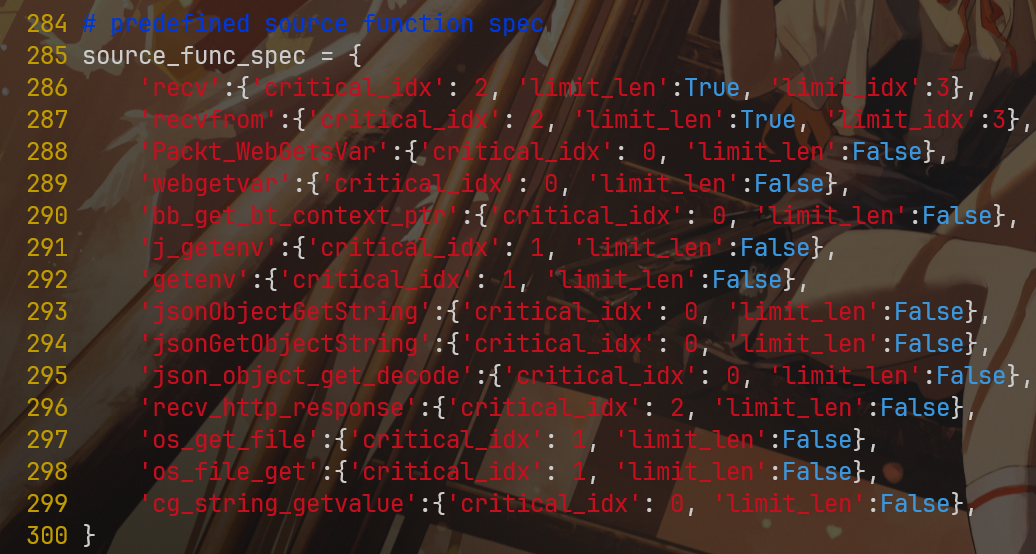 284 # predefined source function spec
285 source_func_spec = {
286     'recv':{'critical_idx': 2, 'limit_len':True, 'limit_idx':3},
287     'recvfrom':{'critical_idx': 2, 'limit_len':True, 'limit_idx':3},
288     'Packt_WebGetsVar':{'critical_idx': 0, 'limit_len':False},
289     'webgetvar':{'critical_idx': 0, 'limit_len':False},
290     'bb_get_bt_context_ptr':{'critical_idx': 0, 'limit_len':False},
291     'j_getenv':{'critical_idx': 1, 'limit_len':False},
292     'getenv':{'critical_idx': 1, 'limit_len':False},
293     'jsonObjectGetString':{'critical_idx': 0, 'limit_len':False},
294     'jsonGetObjectString':{'critical_idx': 0, 'limit_len':False},
295     'json_object_get_decode':{'critical_idx': 0, 'limit_len':False},
296     'recv_http_response':{'critical_idx': 2, 'limit_len':False},
297     'os_get_file':{'critical_idx': 1, 'limit_len':False},
298     'os_file_get':{'critical_idx': 1, 'limit_len':False},
299     'cg_string_getvalue':{'critical_idx': 0, 'limit_len':False},
300 }